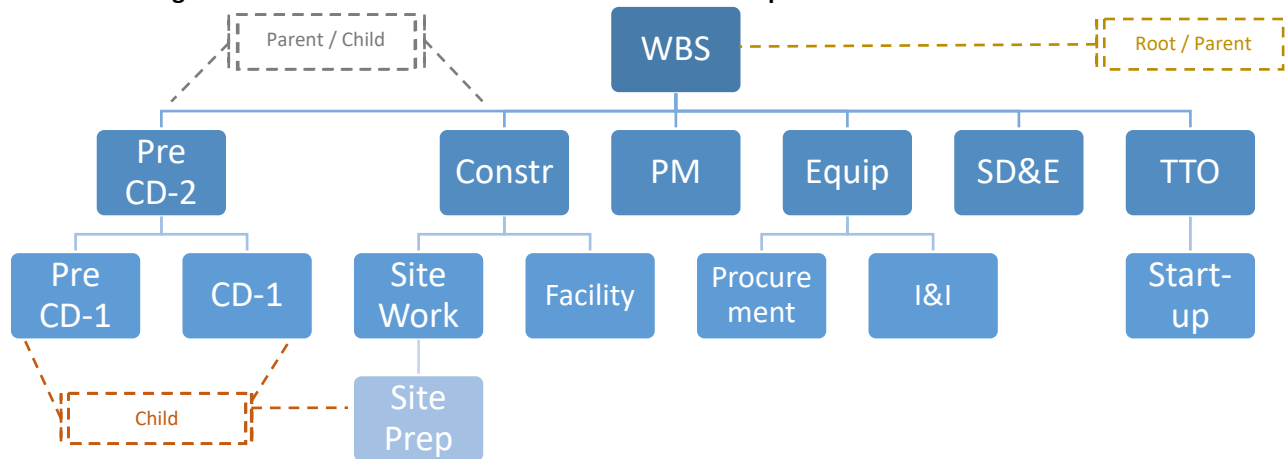 Parent / Child
WBS
Root / Parent
Pre
CD-2
Constr
PM
Equip
SD&E
TTO
Pre
CD-1
CD-1
Site
Work
Facility
Procure
ment
I&I
Start-
up
Child
Site
Prep